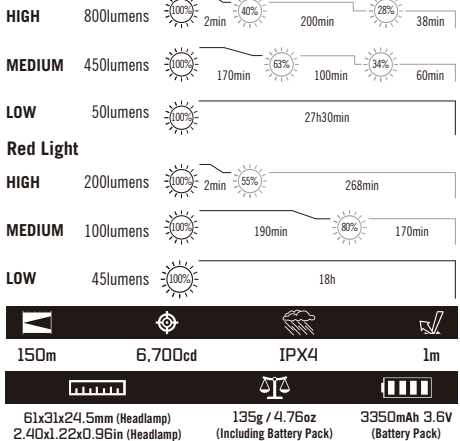 HIGH 800lumens 100% 2min 40% 200min 28% 38min
MEDIUM 450lumens 100% 170min 63% 100min 34% 60min
LOW 50lumens 100% 27h30min
Red Light
HIGH 200lumens 100% 2min 55% 268min
MEDIUM 100lumens 100% 190min 80% 170min
LOW 45lumens 100% 18h
150m 6,700cd IPX4 1m
61x31x24.5mm (Headlamp) 135g / 4.76oz 3350mAh 3.6V
2.40x1.22x0.96in (Headlamp) (Including Battery Pack) (Battery Pack)